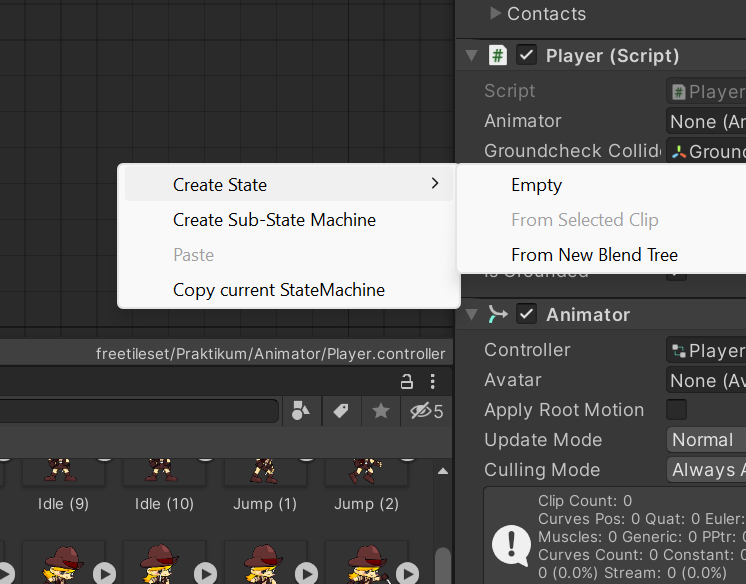 Contacts
# Player (Script)
Script
Player
Animator
None (An
Groundcheck Collid
Ground
Create State
Create Sub-State Machine
Paste
Copy current StateMachine
Empty
From Selected Clip
From New Blend Tree
Is Grounded
Animator
freetileset/Praktikum/Animator/Player.controller
Controller
Player
Avatar
None (Av
Apply Root Motion
Update Mode
Normal
Culling Mode
Always A
5
Idle (9)
Idle (10)
Jump (1)
Jump (2)
Clip Count: 0
Curves Pos: 0 Quat: 0 Euler:
Muscles: 0 Generic: 0 PPtr:
Curves Count: 0 Constant:
0 (0.0%) Stream: 0 (0.0%)